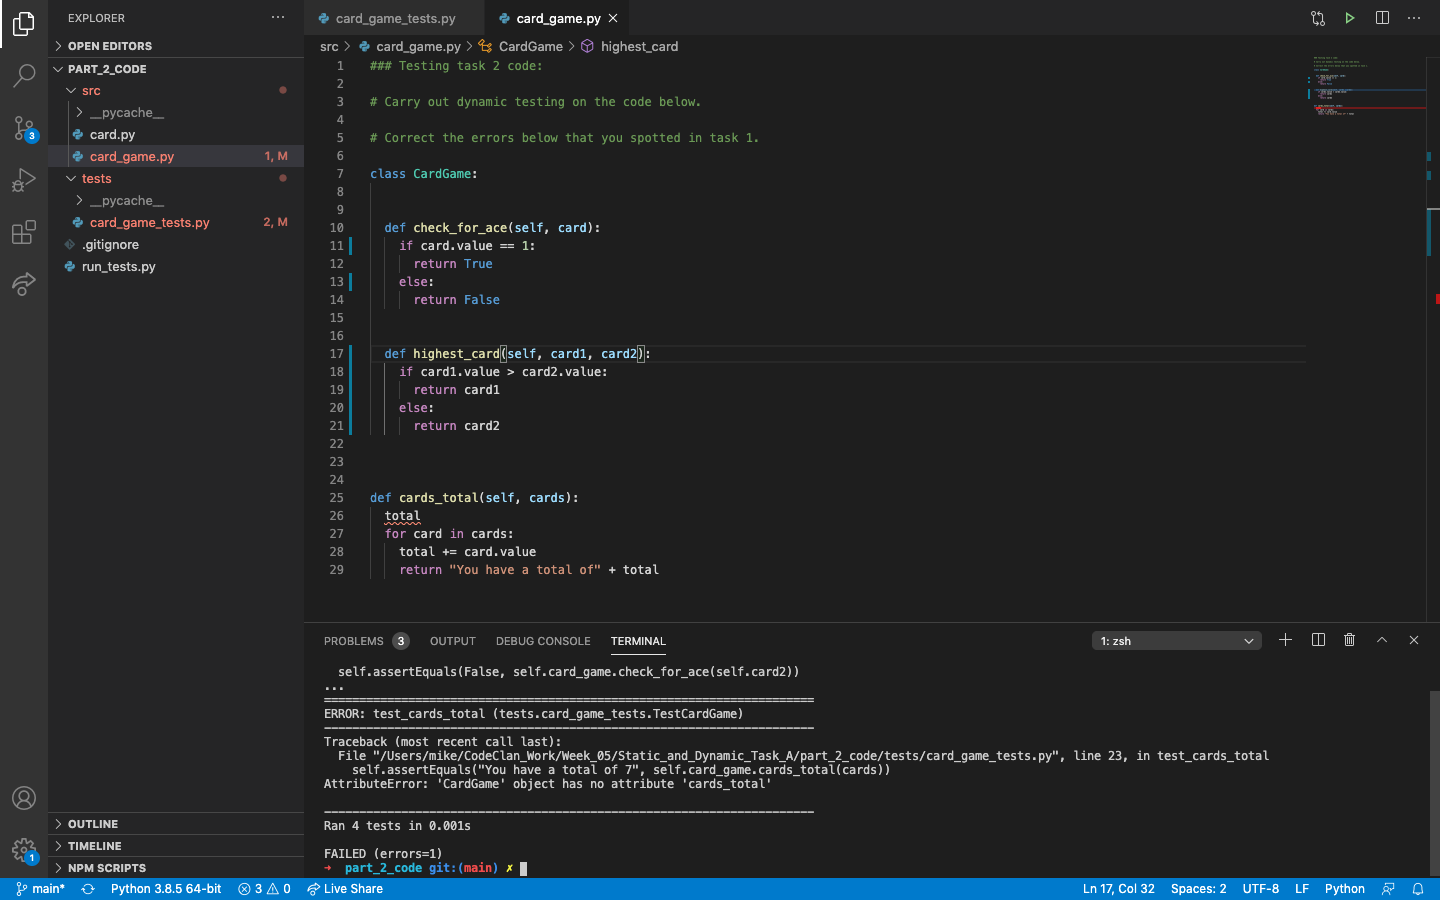 EXPLORER
OPEN EDITORS
PART_2_CODE
src
__pycache__
card.py
card_game.py 1, M
tests
__pycache__
card_game_tests.py 2, M
.gitignore
run_tests.py
OUTLINE
TIMELINE
NPM SCRIPTS
3
1
card_game_tests.py
card_game.py
src > card_game.py > CardGame > highest_card
1 ### Testing task 2 code:
2
3 # Carry out dynamic testing on the code below.
4
5 # Correct the errors below that you spotted in task 1.
6
7 class CardGame:
8
9
10 def check_for_ace(self, card):
11 if card.value == 1:
12 return True
13 else:
14 return False
15
16
17 def highest_card(self, card1, card2):
18 if card1.value > card2.value:
19 return card1
20 else:
21 return card2
22
23
24
25 def cards_total(self, cards):
26 total
27 for card in cards:
28 total += card.value
29 return "You have a total of" + total
PROBLEMS 3 OUTPUT DEBUG CONSOLE TERMINAL
1: zsh
self.assertEquals(False, self.card_game.check_for_ace(self.card2))
...
======================================================================
ERROR: test_cards_total (tests.card_game_tests.TestCardGame)
----------------------------------------------------------------------
Traceback (most recent call last):
File "/Users/mike/CodeClan_Work/Week_05/Static_and_Dynamic_Task_A/part_2_code/tests/card_game_tests.py", line 23, in test_cards_total
self.assertEquals("You have a total of 7", self.card_game.cards_total(cards))
AttributeError: 'CardGame' object has no attribute 'cards_total'
----------------------------------------------------------------------
Ran 4 tests in 0.001s
FAILED (errors=1)
➜ part_2_code git:(main) ✗
main* Python 3.8.5 64-bit 3 0 Live Share
Ln 17, Col 32 Spaces: 2 UTF-8 LF Python